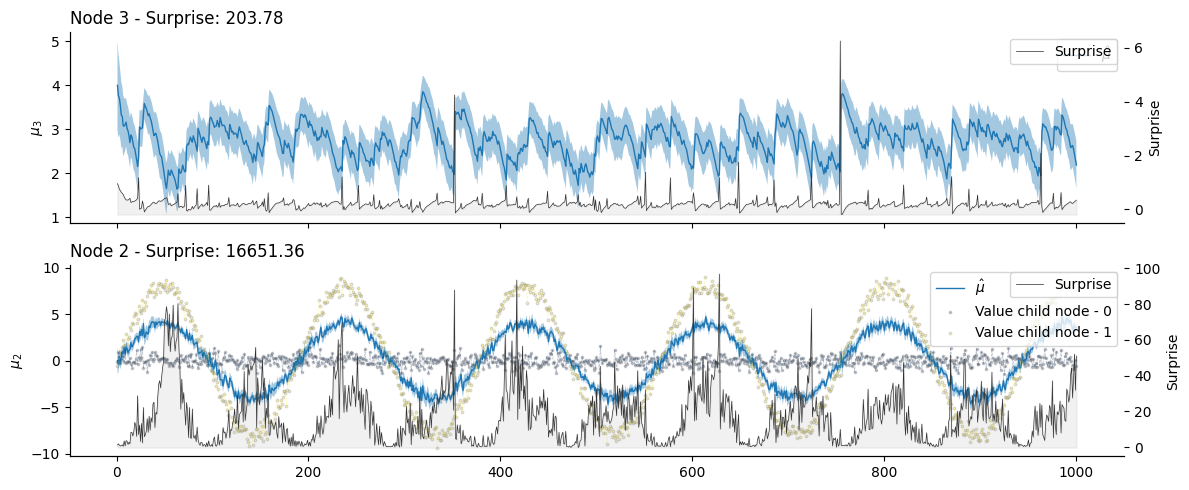 Node 3 - Surprise: 203.78
5
4
3
2
1
μ₃
Surprise
6
4
2
0
Surprise
Node 2 - Surprise: 16651.36
10
5
0
−5
−10
μ₂
μ̂
Value child node - 0
Value child node - 1
Surprise
100
80
60
40
20
0
Surprise
0
200
400
600
800
1000